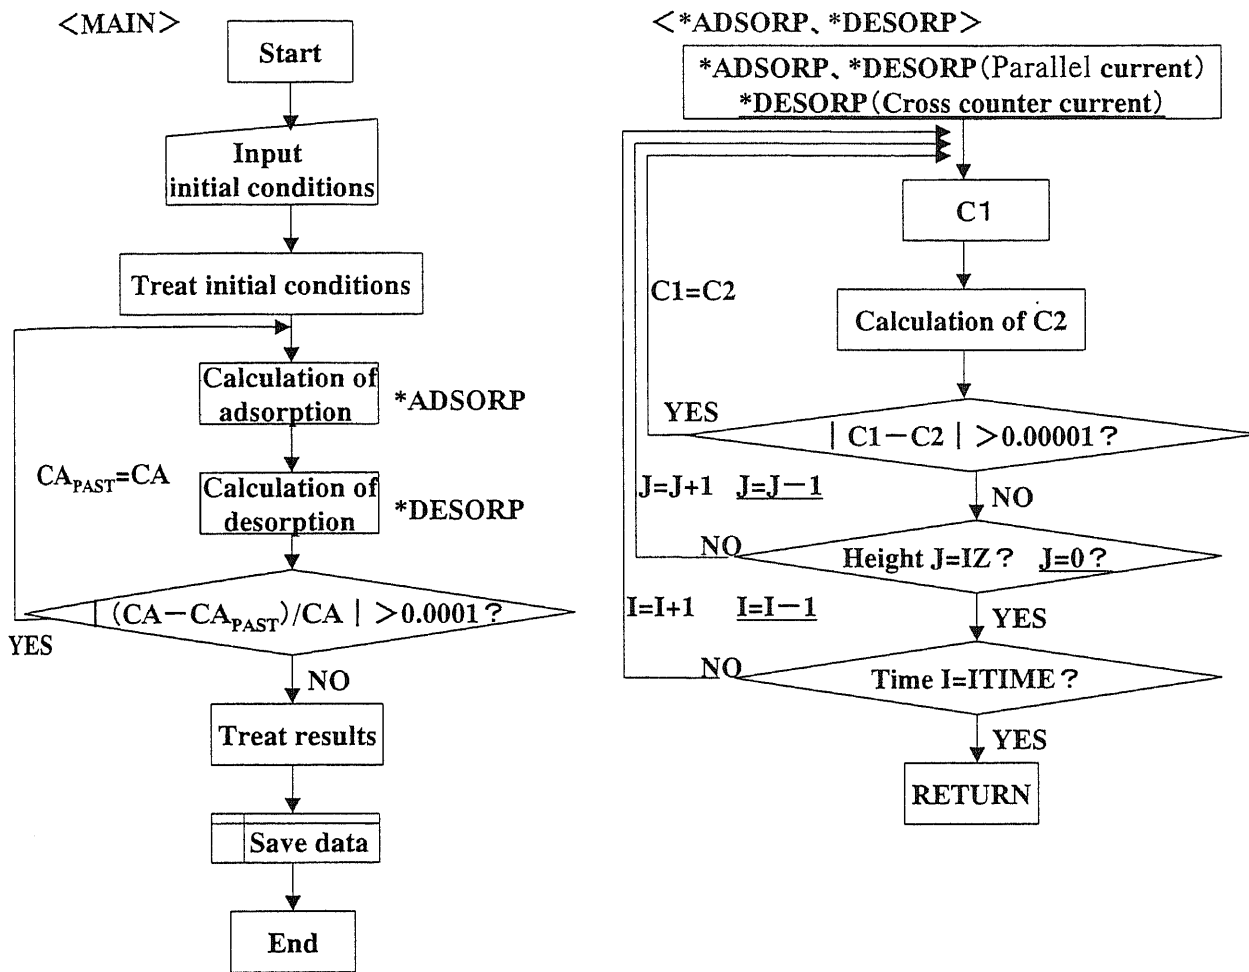 <MAIN>
Start
Input
initial conditions
Treat initial conditions
Calculation of
adsorption
*ADSORP
CA_PAST=CA
Calculation of
desorption
*DESORP
|(CA-CA_PAST)/CA|>0.0001?
YES
NO
Treat results
Save data
End
<*ADSORP、*DESORP>
*ADSORP、*DESORP(Parallel current)
*DESORP(Cross counter current)
C1
C1=C2
Calculation of C2
YES
|C1-C2|>0.00001?
J=J+1 J=J-1
NO
NO
Height J=IZ? J=0?
I=I+1 I=I-1
YES
NO
Time I=ITIME?
YES
RETURN